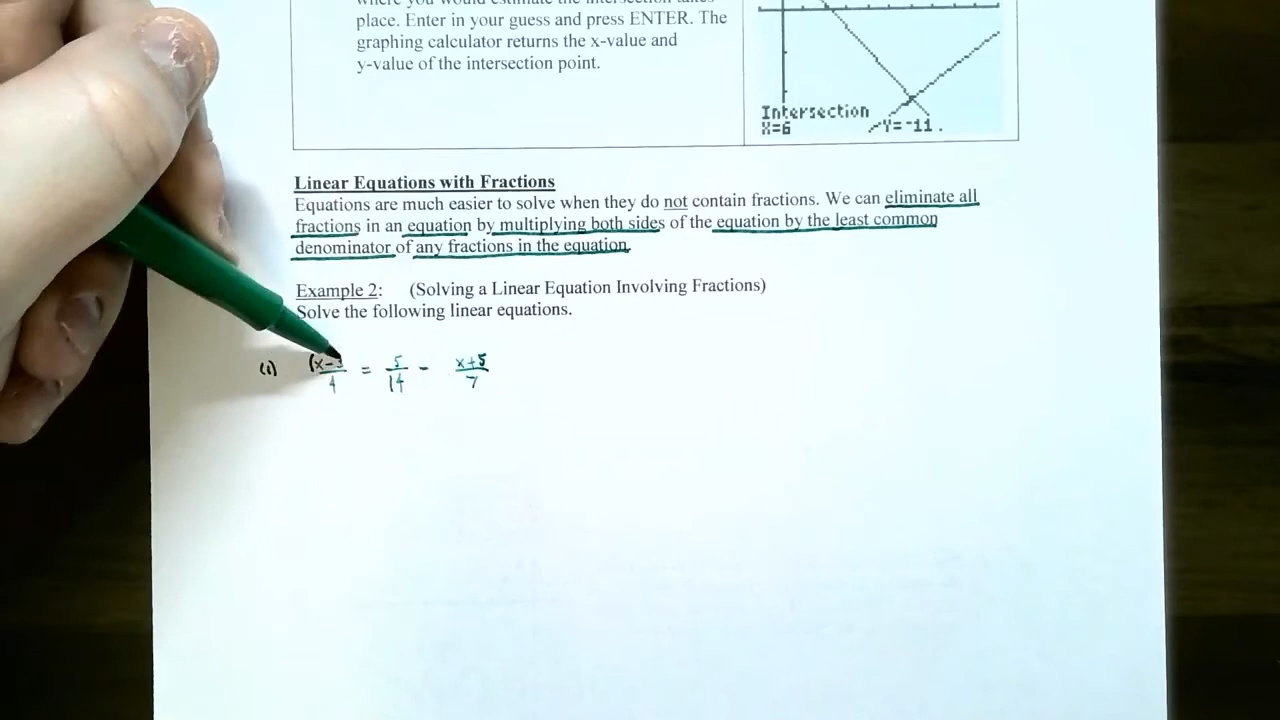 place. Enter in your guess and press ENTER. The
graphing calculator returns the x-value and
y-value of the intersection point.
Intersection
X=6 Y=-11 .
Linear Equations with Fractions
Equations are much easier to solve when they do not contain fractions. We can eliminate all
fractions in an equation by multiplying both sides of the equation by the least common
denominator of any fractions in the equation.
Example 2: (Solving a Linear Equation Involving Fractions)
Solve the following linear equations.
(i) (x-3/4 = 5/14 - x+5/7